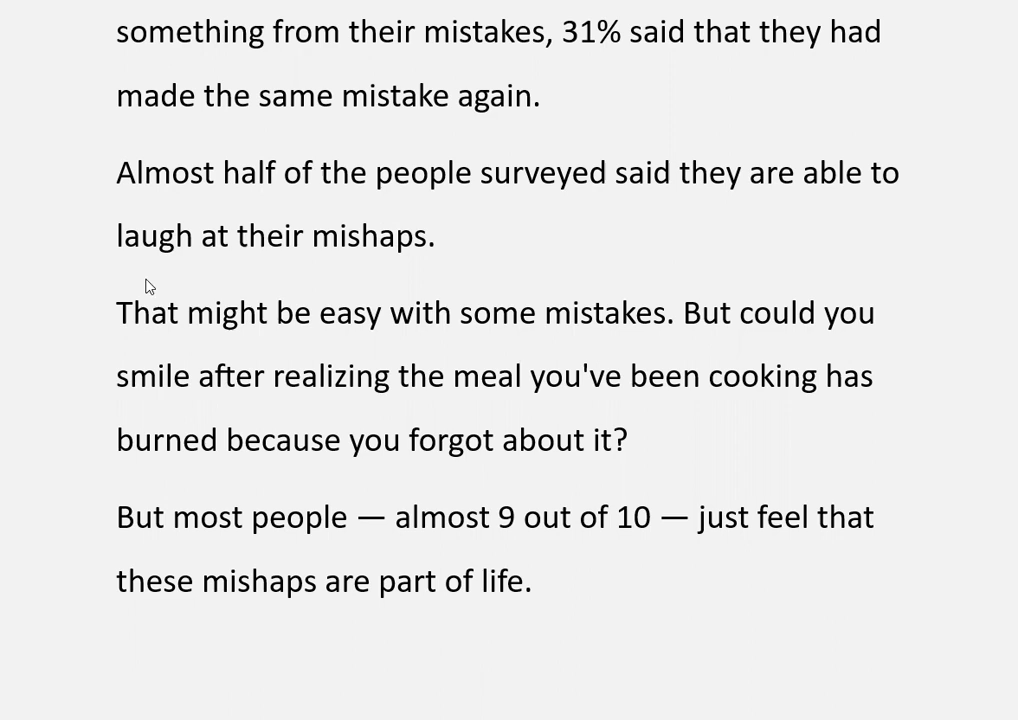 something from their mistakes, 31% said that they had
made the same mistake again.
Almost half of the people surveyed said they are able to
laugh at their mishaps.
That might be easy with some mistakes. But could you
smile after realizing the meal you've been cooking has
burned because you forgot about it?
But most people — almost 9 out of 10 — just feel that
these mishaps are part of life.